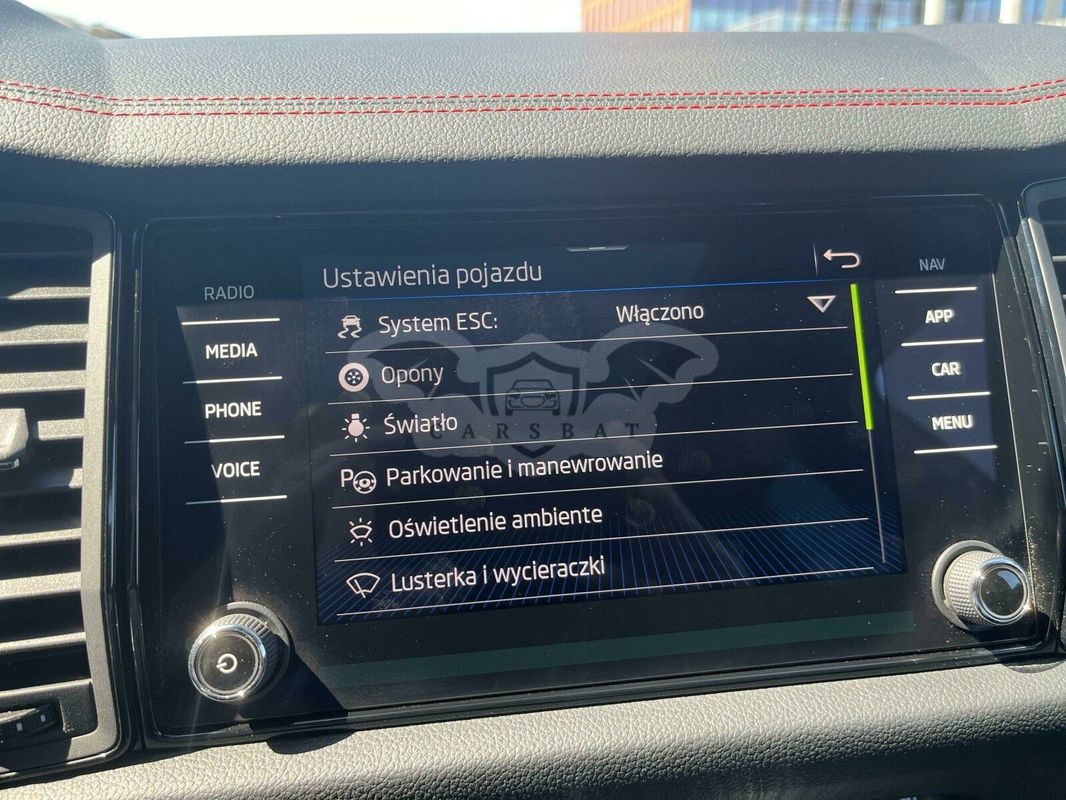 RADIO
MEDIA
PHONE
VOICE
Ustawienia pojazdu
System ESC: Włączono
Opony
Światło
CARSBAT
P Parkowanie i manewrowanie
Oświetlenie ambiente
Lusterka i wycieraczki
NAV
APP
CAR
MENU